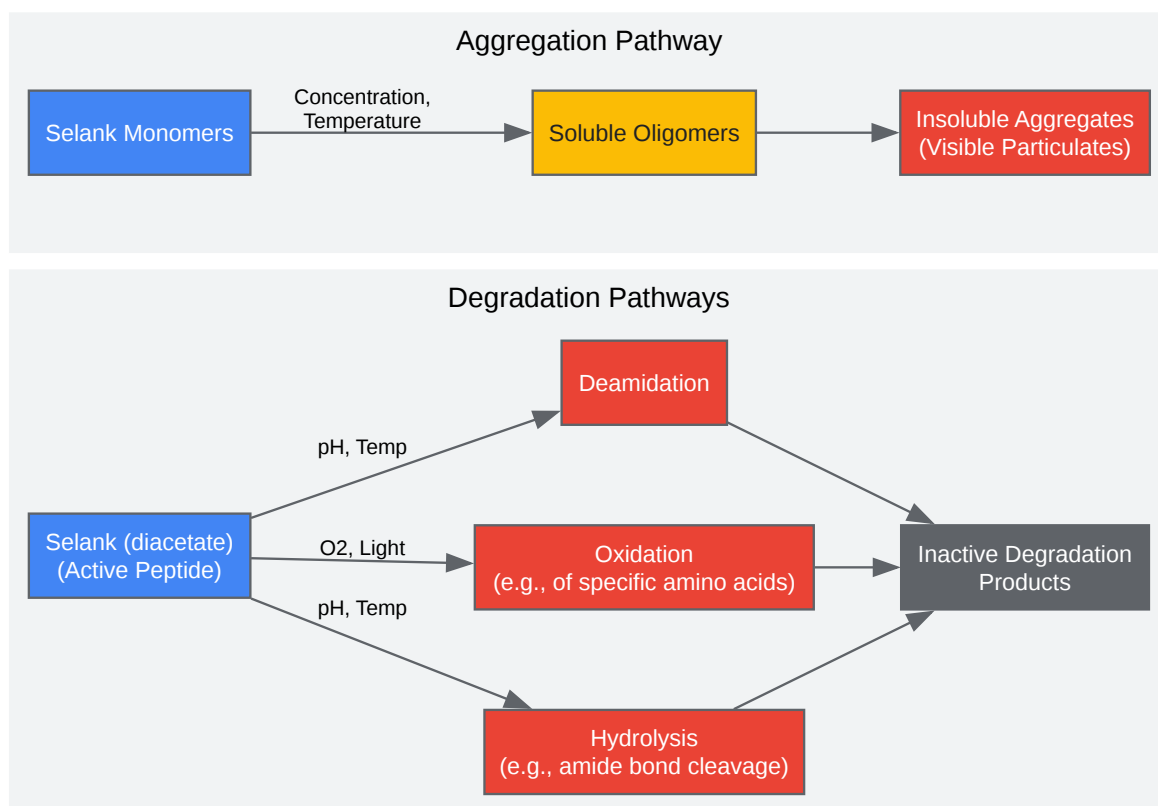 Aggregation Pathway
Selank Monomers
Concentration,
Temperature
Soluble Oligomers
Insoluble Aggregates
(Visible Particulates)
Degradation Pathways
Deamidation
pH, Temp
Selank (diacetate)
(Active Peptide)
O2, Light
Oxidation
(e.g., of specific amino acids)
Inactive Degradation
Products
pH, Temp
Hydrolysis
(e.g., amide bond cleavage)